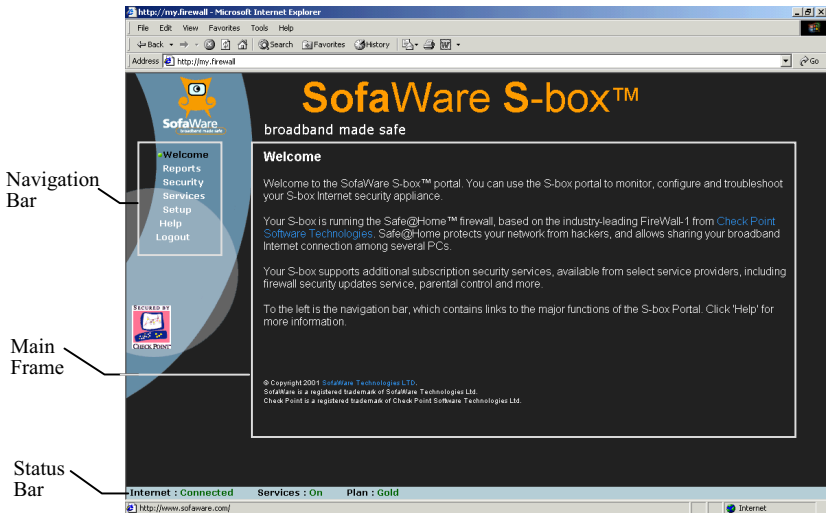 http://my.firewall - Microsoft Internet Explorer
File Edit View Favorites Tools Help
Back Search Favorites History
Address http://my.firewall Go
SofaWare
broadband made safe
SofaWare S-box™
broadband made safe
Navigation
Bar
Welcome
Reports
Security
Services
Setup
Help
Logout
Welcome
Welcome to the SofaWare S-box™ portal. You can use the S-box portal to monitor, configure and troubleshoot
your S-box Internet security appliance.
Your S-box is running the Safe@Home™ firewall, based on the industry-leading FireWall-1 from Check Point
Software Technologies. Safe@Home protects your network from hackers, and allows sharing your broadband
Internet connection among several PCs.
Your S-box supports additional subscription security services, available from select service providers, including
firewall security updates service, parental control and more.
To the left is the navigation bar, which contains links to the major functions of the S-box Portal. Click 'Help' for
more information.
SECURED BY
CHECK POINT
Main
Frame
© Copyright 2001 SofaWare Technologies LTD.
SofaWare is a registered trademark of SofaWare Technologies Ltd.
Check Point is a registered trademark of Check Point Software Technologies Ltd.
Status
Bar
Internet : Connected Services : On Plan : Gold
http://www.sofaware.com/ Internet